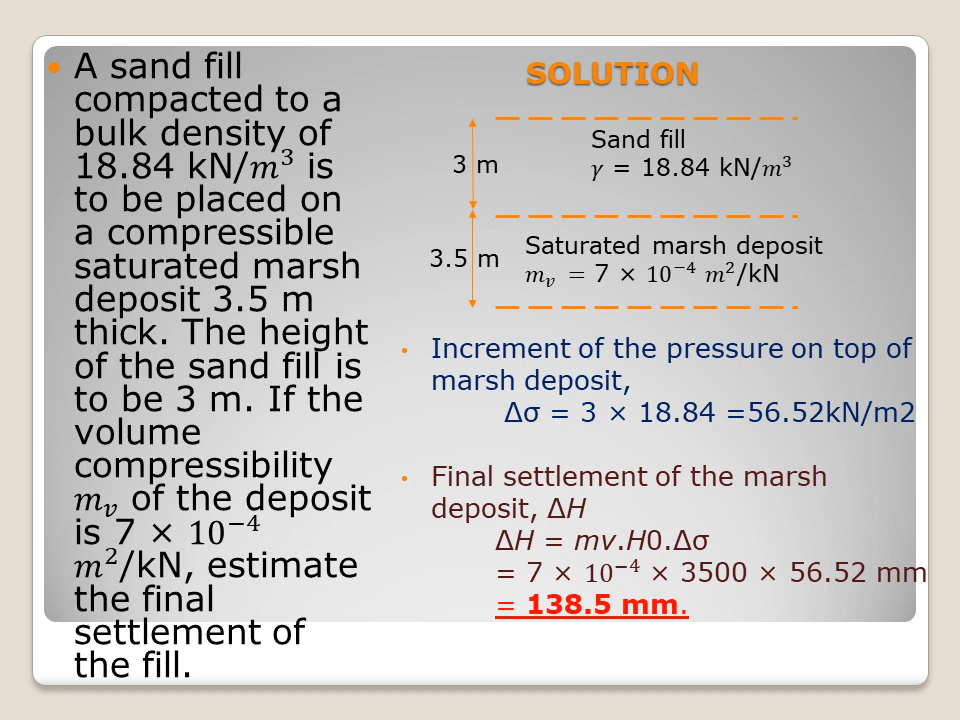 • A sand fill
compacted to a
bulk density of
18.84 kN/𝑚³ is
to be placed on
a compressible
saturated marsh
deposit 3.5 m
thick. The height
of the sand fill is
to be 3 m. If the
volume
compressibility
𝑚ᵥ of the deposit
is 7 × 10⁻⁴
𝑚²/kN, estimate
the final
settlement of
the fill.
SOLUTION
Sand fill
3 m
𝛾 = 18.84 kN/𝑚³
Saturated marsh deposit
3.5 m
𝑚ᵥ = 7 × 10⁻⁴ 𝑚²/kN
• Increment of the pressure on top of
marsh deposit,
Δσ = 3 × 18.84 =56.52kN/m2
• Final settlement of the marsh
deposit, ΔH
ΔH = mv.H0.Δσ
= 7 × 10⁻⁴ × 3500 × 56.52 mm
= 138.5 mm.